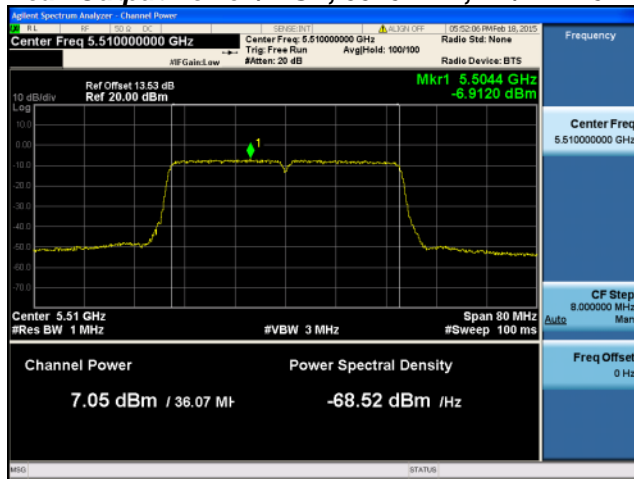 Agilent Spectrum Analyzer - Channel Power
RL RF 50 Ω DC SENSE:INT ALIGN OFF 05:52:06 PM Feb 18, 2015
Center Freq 5.510000000 GHz Center Freq: 5.510000000 GHz Radio Std: None
Trig: Free Run Avg|Hold: 100/100
#IFGain:Low #Atten: 20 dB Radio Device: BTS
Frequency
Mkr1 5.5044 GHz
-6.9120 dBm
Ref Offset 13.53 dB
10 dB/div Ref 20.00 dBm
Log
10.0
0.00
-10.0
-20.0
-30.0
-40.0
-50.0
-60.0
-70.0
1
Center 5.51 GHz Span 80 MHz
#Res BW 1 MHz #VBW 3 MHz #Sweep 100 ms
Channel Power Power Spectral Density
7.05 dBm / 36.07 MH -68.52 dBm /Hz
Center Freq
5.510000000 GHz
CF Step
8.000000 MHz
Auto Man
Freq Offset
0 Hz
MSG STATUS